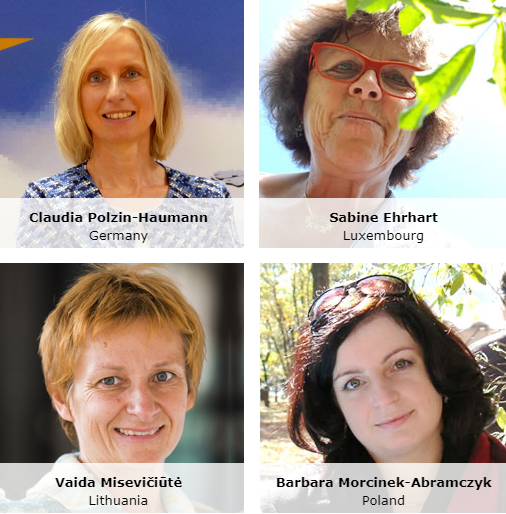 Claudia Polzin-Haumann
Germany
Sabine Ehrhart
Luxembourg
Vaida Misevičiūtė
Lithuania
Barbara Morcinek-Abramczyk
Poland